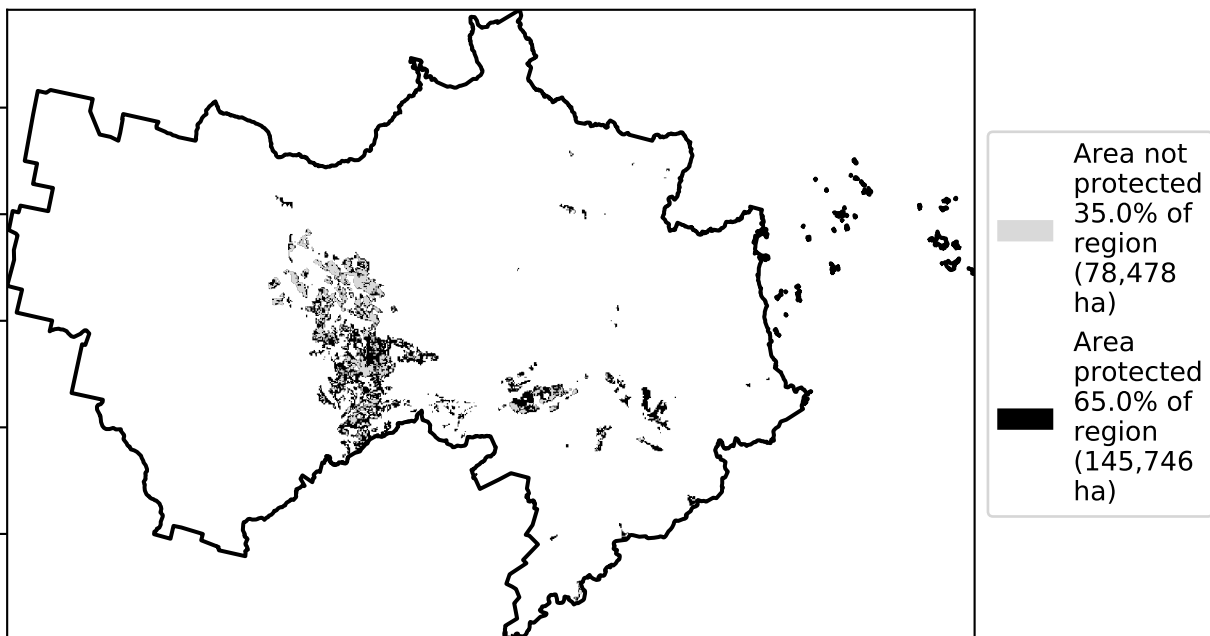 Area not
protected
35.0% of
region
(78,478
ha)
Area
protected
65.0% of
region
(145,746
ha)